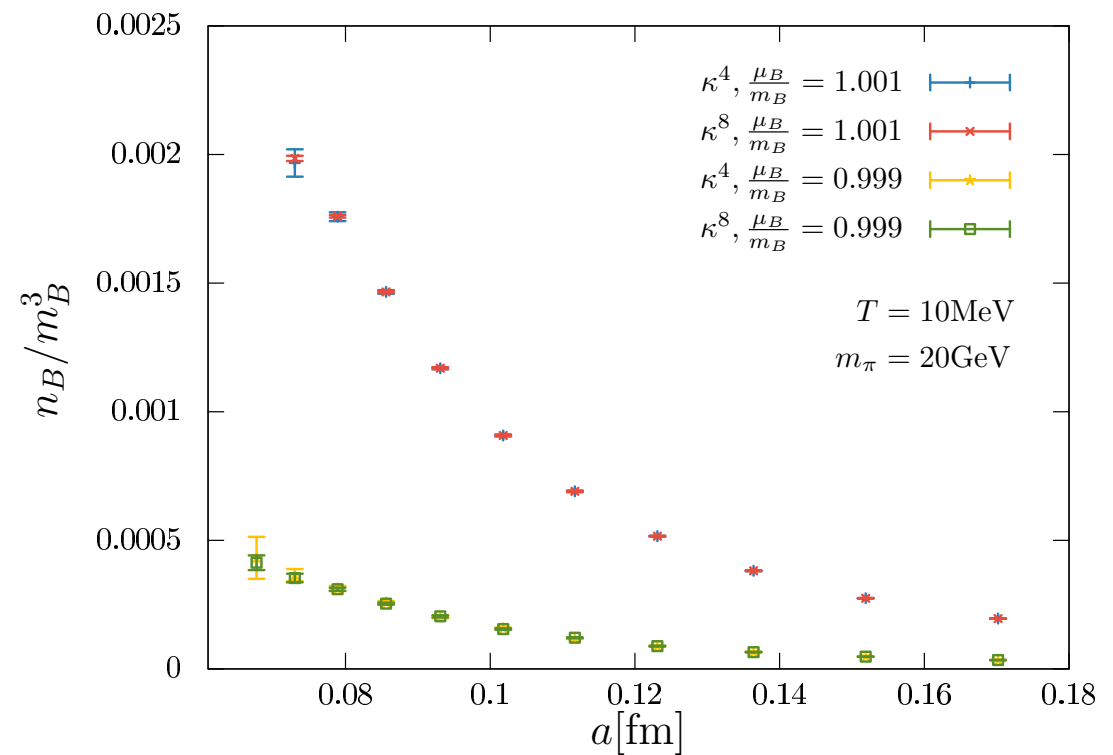 0.0025
0.002
0.0015
0.001
0.0005
0
n_B/m_B^3
κ^4, μ_B/m_B = 1.001
κ^8, μ_B/m_B = 1.001
κ^4, μ_B/m_B = 0.999
κ^8, μ_B/m_B = 0.999
T = 10MeV
m_π = 20GeV
0.08 0.1 0.12 0.14 0.16 0.18
a[fm]